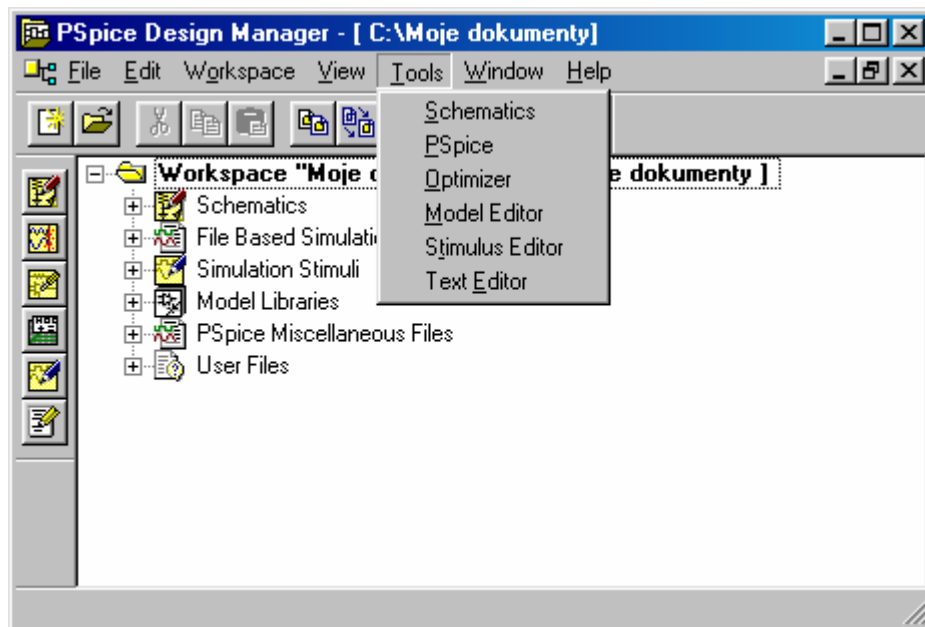 PSpice Design Manager - [ C:\Moje dokumenty]
File Edit Workspace View Tools Window Help
Schematics
PSpice
Optimizer
Model Editor
Stimulus Editor
Text Editor
Workspace "Moje dokumenty ]
Schematics
File Based
Simulation Stimuli
Model Libraries
PSpice Miscellaneous Files
User Files